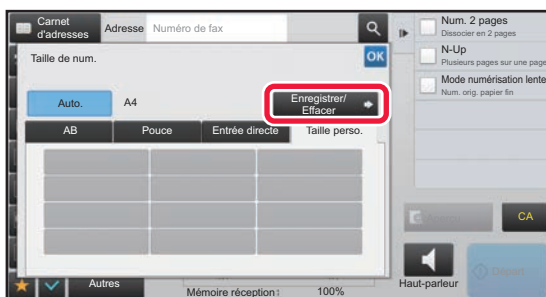 Carnet
d'adresses
Adresse
Numéro de fax
Taille de num.
OK
Auto.
A4
Enregistrer/
Effacer
AB
Pouce
Entrée directe
Taille perso.
Autres
Mémoire réception:
100%
Num. 2 pages
Dissocier en 2 pages
N-Up
Plusieurs pages sur une page
Mode numérisation lente
Num. orig. papier fin
CA
Haut-parleur
Départ